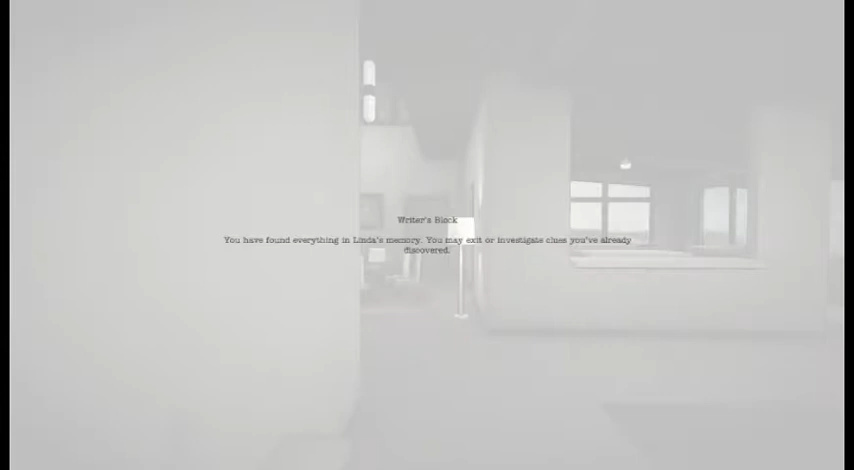 Writer's Block
You have found everything in Linda's memory. You may exit or investigate clues you've already
discovered.